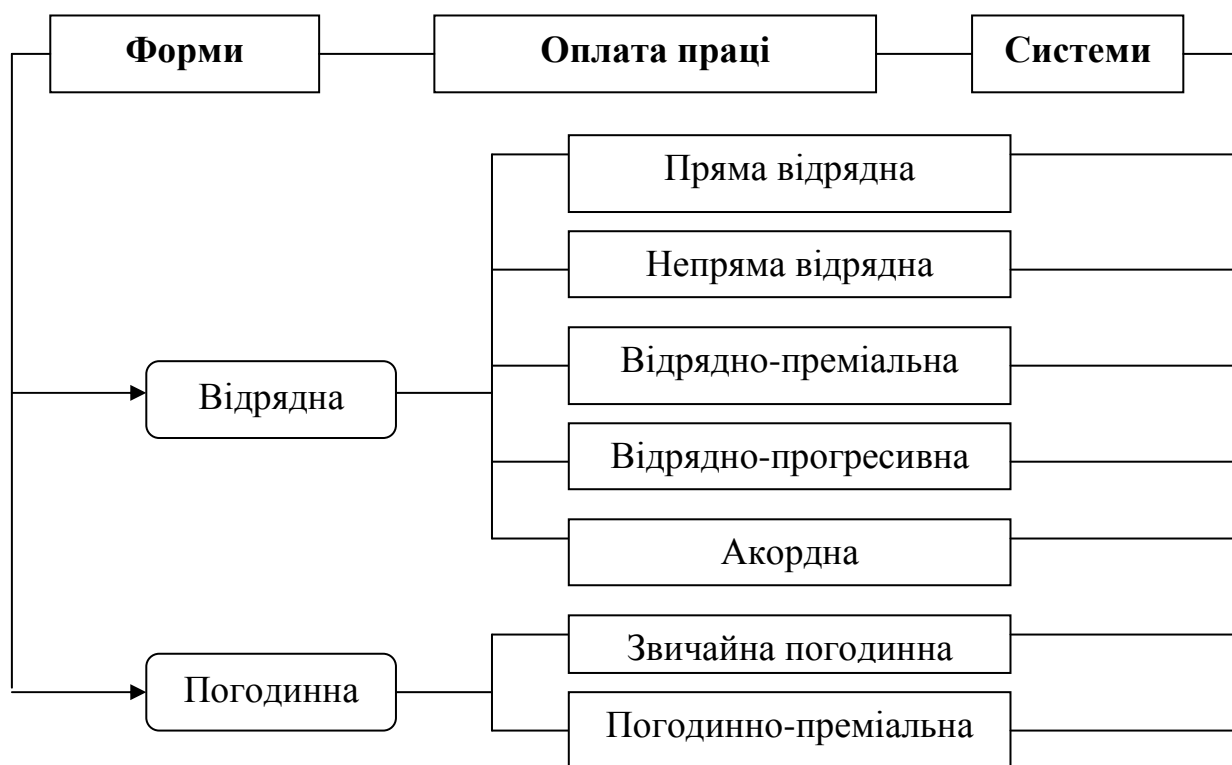 Форми
Оплата праці
Системи
Пряма відрядна
Непряма відрядна
Відрядно-преміальна
Відрядна
Відрядно-прогресивна
Акордна
Звичайна погодинна
Погодинна
Погодинно-преміальна